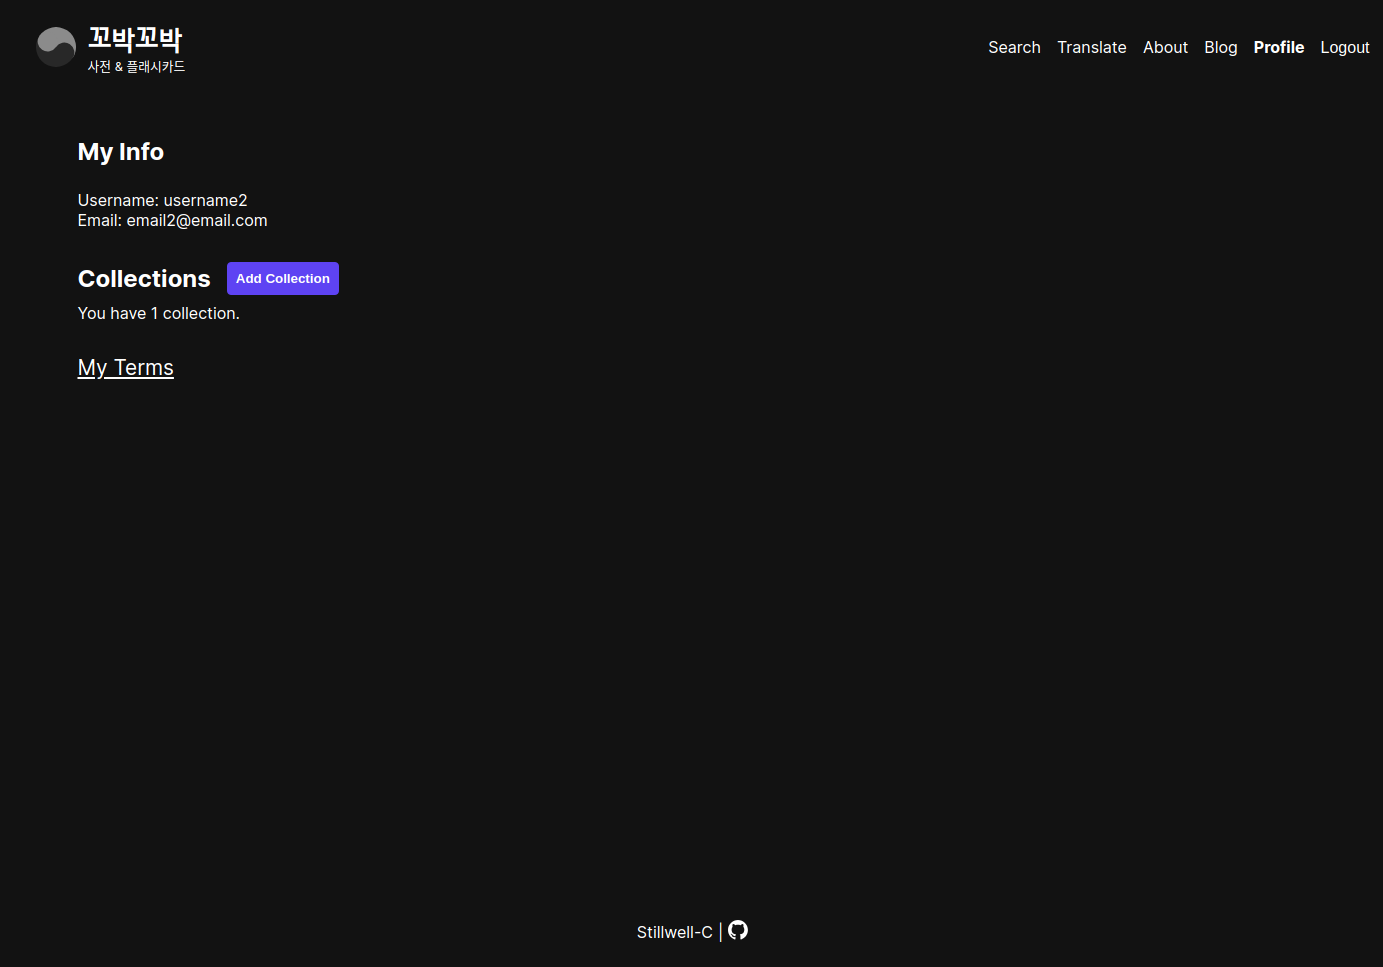 꼬박꼬박
사전 & 플래시카드
Search Translate About Blog Profile Logout
My Info
Username: username2
Email: email2@email.com
Collections Add Collection
You have 1 collection.
My Terms
Stillwell-C |